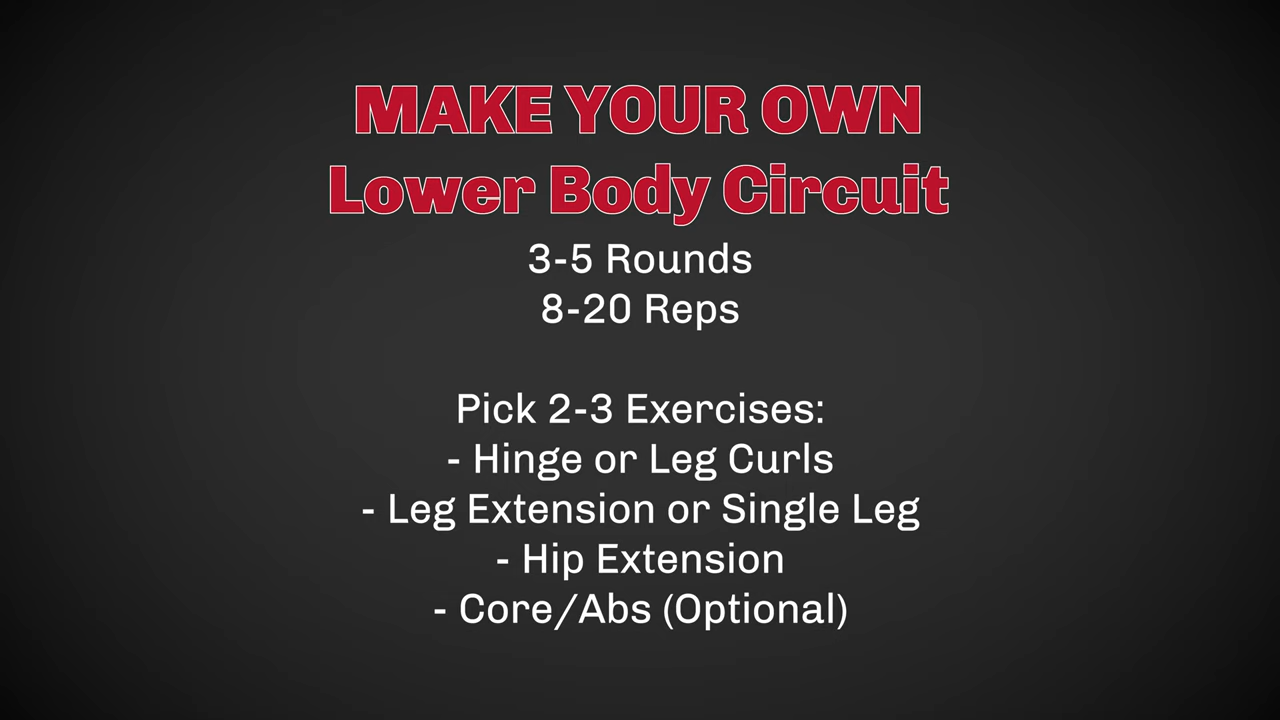 MAKE YOUR OWN
Lower Body Circuit
3-5 Rounds
8-20 Reps
Pick 2-3 Exercises:
- Hinge or Leg Curls
- Leg Extension or Single Leg
- Hip Extension
- Core/Abs (Optional)